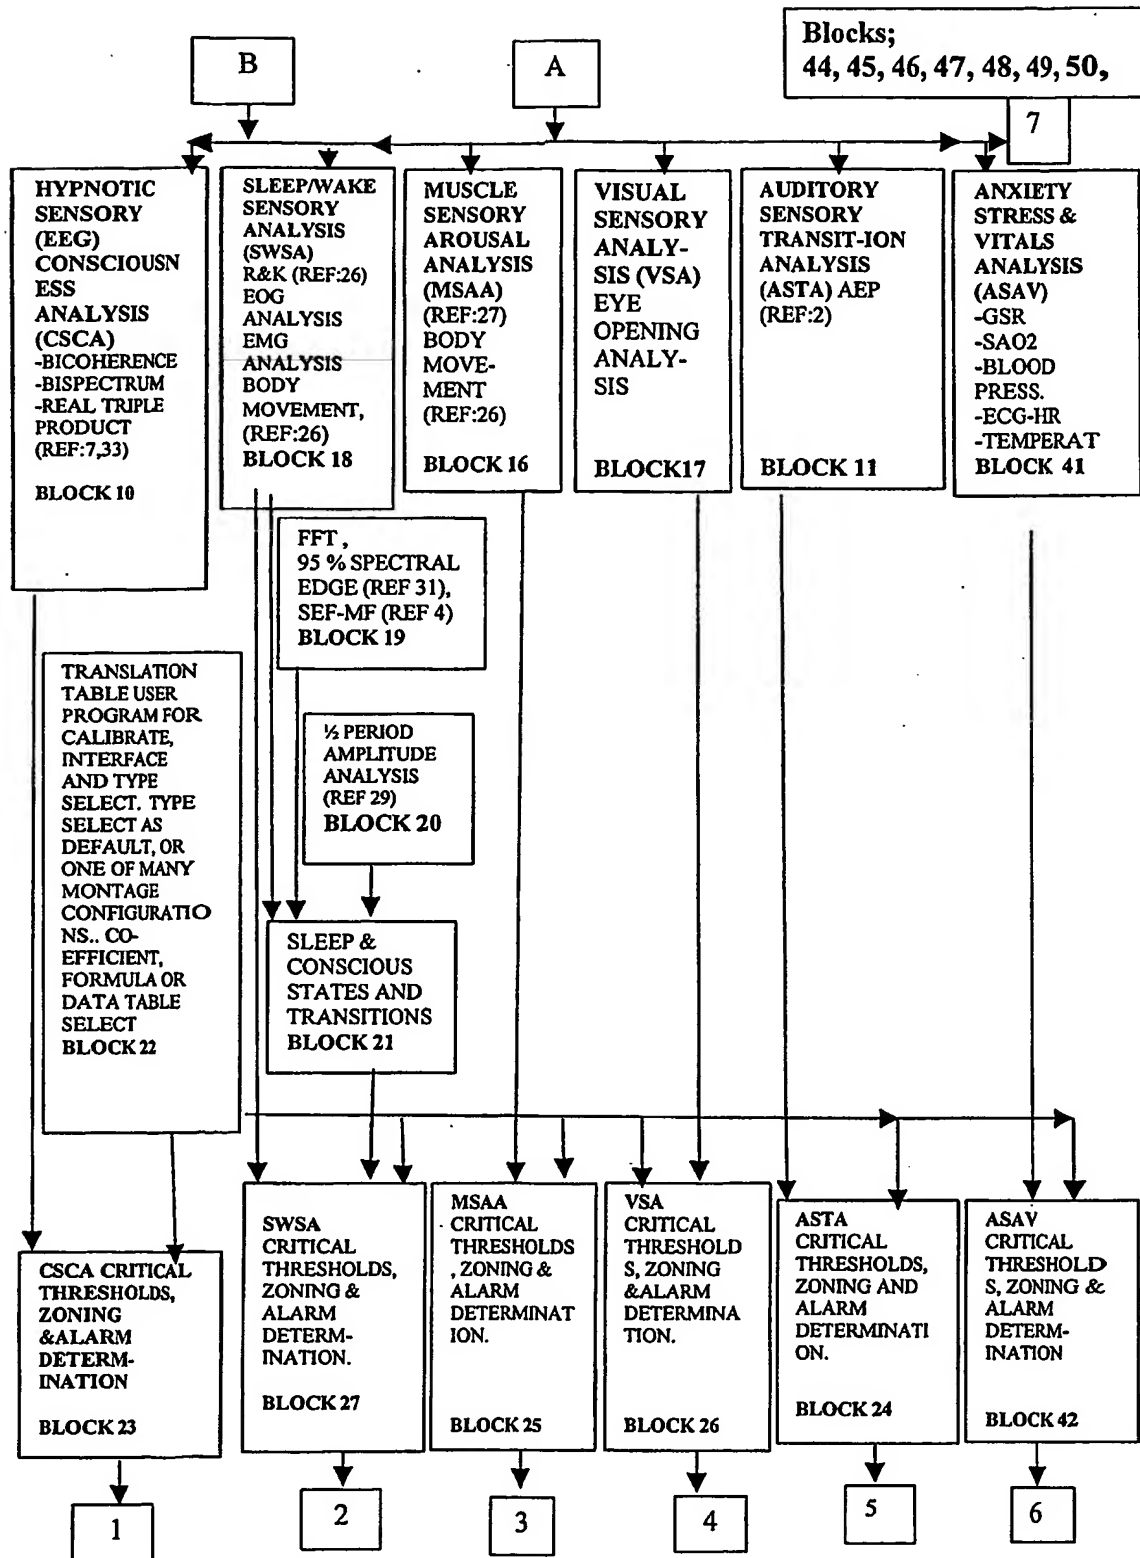 B
A
Blocks;
44, 45, 46, 47, 48, 49, 50,
7
HYPNOTIC
SENSORY
(EEG)
CONSCIOUSN
ESS
ANALYSIS
(CSCA)
-BICOHERENCE
-BISPECTRUM
-REAL TRIPLE
PRODUCT
(REF:7,33)
BLOCK 10
SLEEP/WAKE
SENSORY
ANALYSIS
(SWSA)
R&K (REF:26)
EOG
ANALYSIS
EMG
ANALYSIS
BODY
MOVEMENT,
(REF:26)
BLOCK 18
MUSCLE
SENSORY
AROUSAL
ANALYSIS
(MSAA)
(REF:27)
BODY
MOVE-
MENT
(REF:26)
BLOCK 16
VISUAL
SENSORY
ANALY-
SIS (VSA)
EYE
OPENING
ANALY-
SIS
BLOCK17
AUDITORY
SENSORY
TRANSIT-ION
ANALYSIS
(ASTA) AEP
(REF:2)
BLOCK 11
ANXIETY
STRESS &
VITALS
ANALYSIS
(ASAV)
-GSR
-SAO2
-BLOOD
PRESS.
-ECG-HR
-TEMPERAT
BLOCK 41
FFT ,
95 % SPECTRAL
EDGE (REF 31),
SEF-MF (REF 4)
BLOCK 19
TRANSLATION
TABLE USER
PROGRAM FOR
CALIBRATE,
INTERFACE
AND TYPE
SELECT. TYPE
SELECT AS
DEFAULT, OR
ONE OF MANY
MONTAGE
CONFIGURATIO
NS.. CO-
EFFICIENT,
FORMULA OR
DATA TABLE
SELECT
BLOCK 22
½ PERIOD
AMPLITUDE
ANALYSIS
(REF 29)
BLOCK 20
SLEEP &
CONSCIOUS
STATES AND
TRANSITIONS
BLOCK 21
CSCA CRITICAL
THRESHOLDS,
ZONING
&ALARM
DETERM-
INATION
BLOCK 23
SWSA
CRITICAL
THRESHOLDS,
ZONING &
ALARM
DETERM-
INATION.
BLOCK 27
MSAA
CRITICAL
THRESHOLDS
, ZONING &
ALARM
DETERMINAT
ION.
BLOCK 25
VSA
CRITICAL
THRESHOLD
S, ZONING
&ALARM
DETERMINA
TION.
BLOCK 26
ASTA
CRITICAL
THRESHOLDS,
ZONING AND
ALARM
DETERMINATI
ON.
BLOCK 24
ASAV
CRITICAL
THRESHOLD
S, ZONING &
ALARM
DETERM-
INATION
BLOCK 42
1
2
3
4
5
6